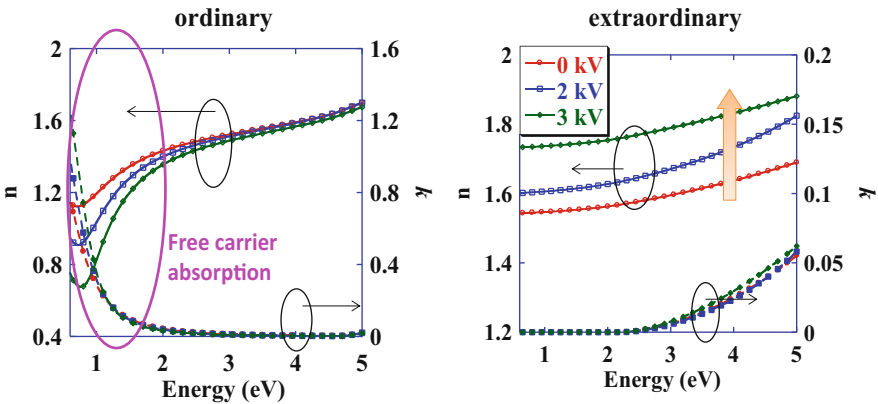 ordinary
2
1.6
1.2
0.8
0.4
n
1.6
1.2
0.8
0.4
0
k
1
2
3
4
5
Energy (eV)
Free carrier
absorption
extraordinary
2
1.8
1.6
1.4
1.2
n
0.2
0.15
0.1
0.05
0
k
1
2
3
4
5
Energy (eV)
0 kV
2 kV
3 kV